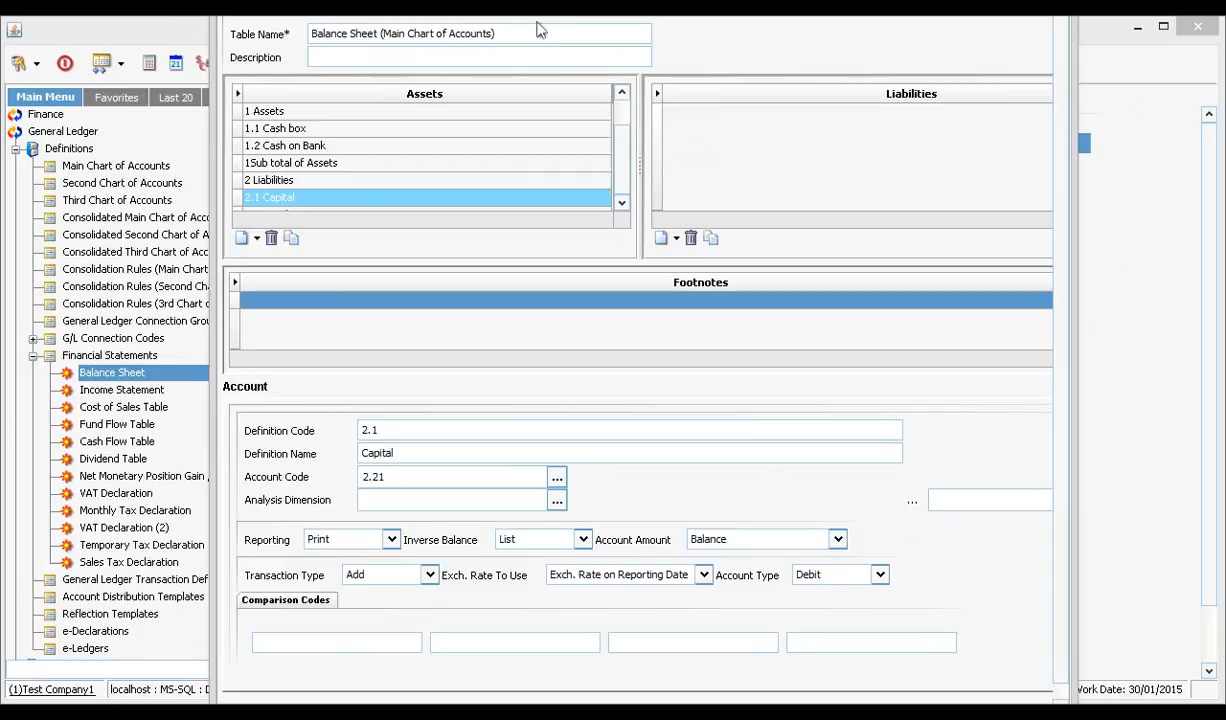 Table Name* Balance Sheet (Main Chart of Accounts)
Description
Main Menu Favorites Last 20
Finance
General Ledger
Definitions
Main Chart of Accounts
Second Chart of Accounts
Third Chart of Accounts
Consolidated Main Chart of Acco
Consolidated Second Chart of A
Consolidated Third Chart of Acc
Consolidation Rules (Main Chart
Consolidation Rules (Second Cha
Consolidation Rules (3rd Chart o
General Ledger Connection Grou
G/L Connection Codes
Financial Statements
Balance Sheet
Income Statement
Cost of Sales Table
Fund Flow Table
Cash Flow Table
Dividend Table
Net Monetary Position Gain
VAT Declaration
Monthly Tax Declaration
VAT Declaration (2)
Temporary Tax Declaration
Sales Tax Declaration
General Ledger Transaction Def
Account Distribution Templates
Reflection Templates
e-Declarations
e-Ledgers
Assets
1 Assets
1.1 Cash box
1.2 Cash on Bank
1Sub total of Assets
2 Liabilities
2.1 Capital
Liabilities
Footnotes
Account
Definition Code 2.1
Definition Name Capital
Account Code 2.21 ...
Analysis Dimension ... ...
Reporting Print Inverse Balance List Account Amount Balance
Transaction Type Add Exch. Rate To Use Exch. Rate on Reporting Date Account Type Debit
Comparison Codes
(1)Test Company1 localhost : MS-SQL : D Work Date: 30/01/2015